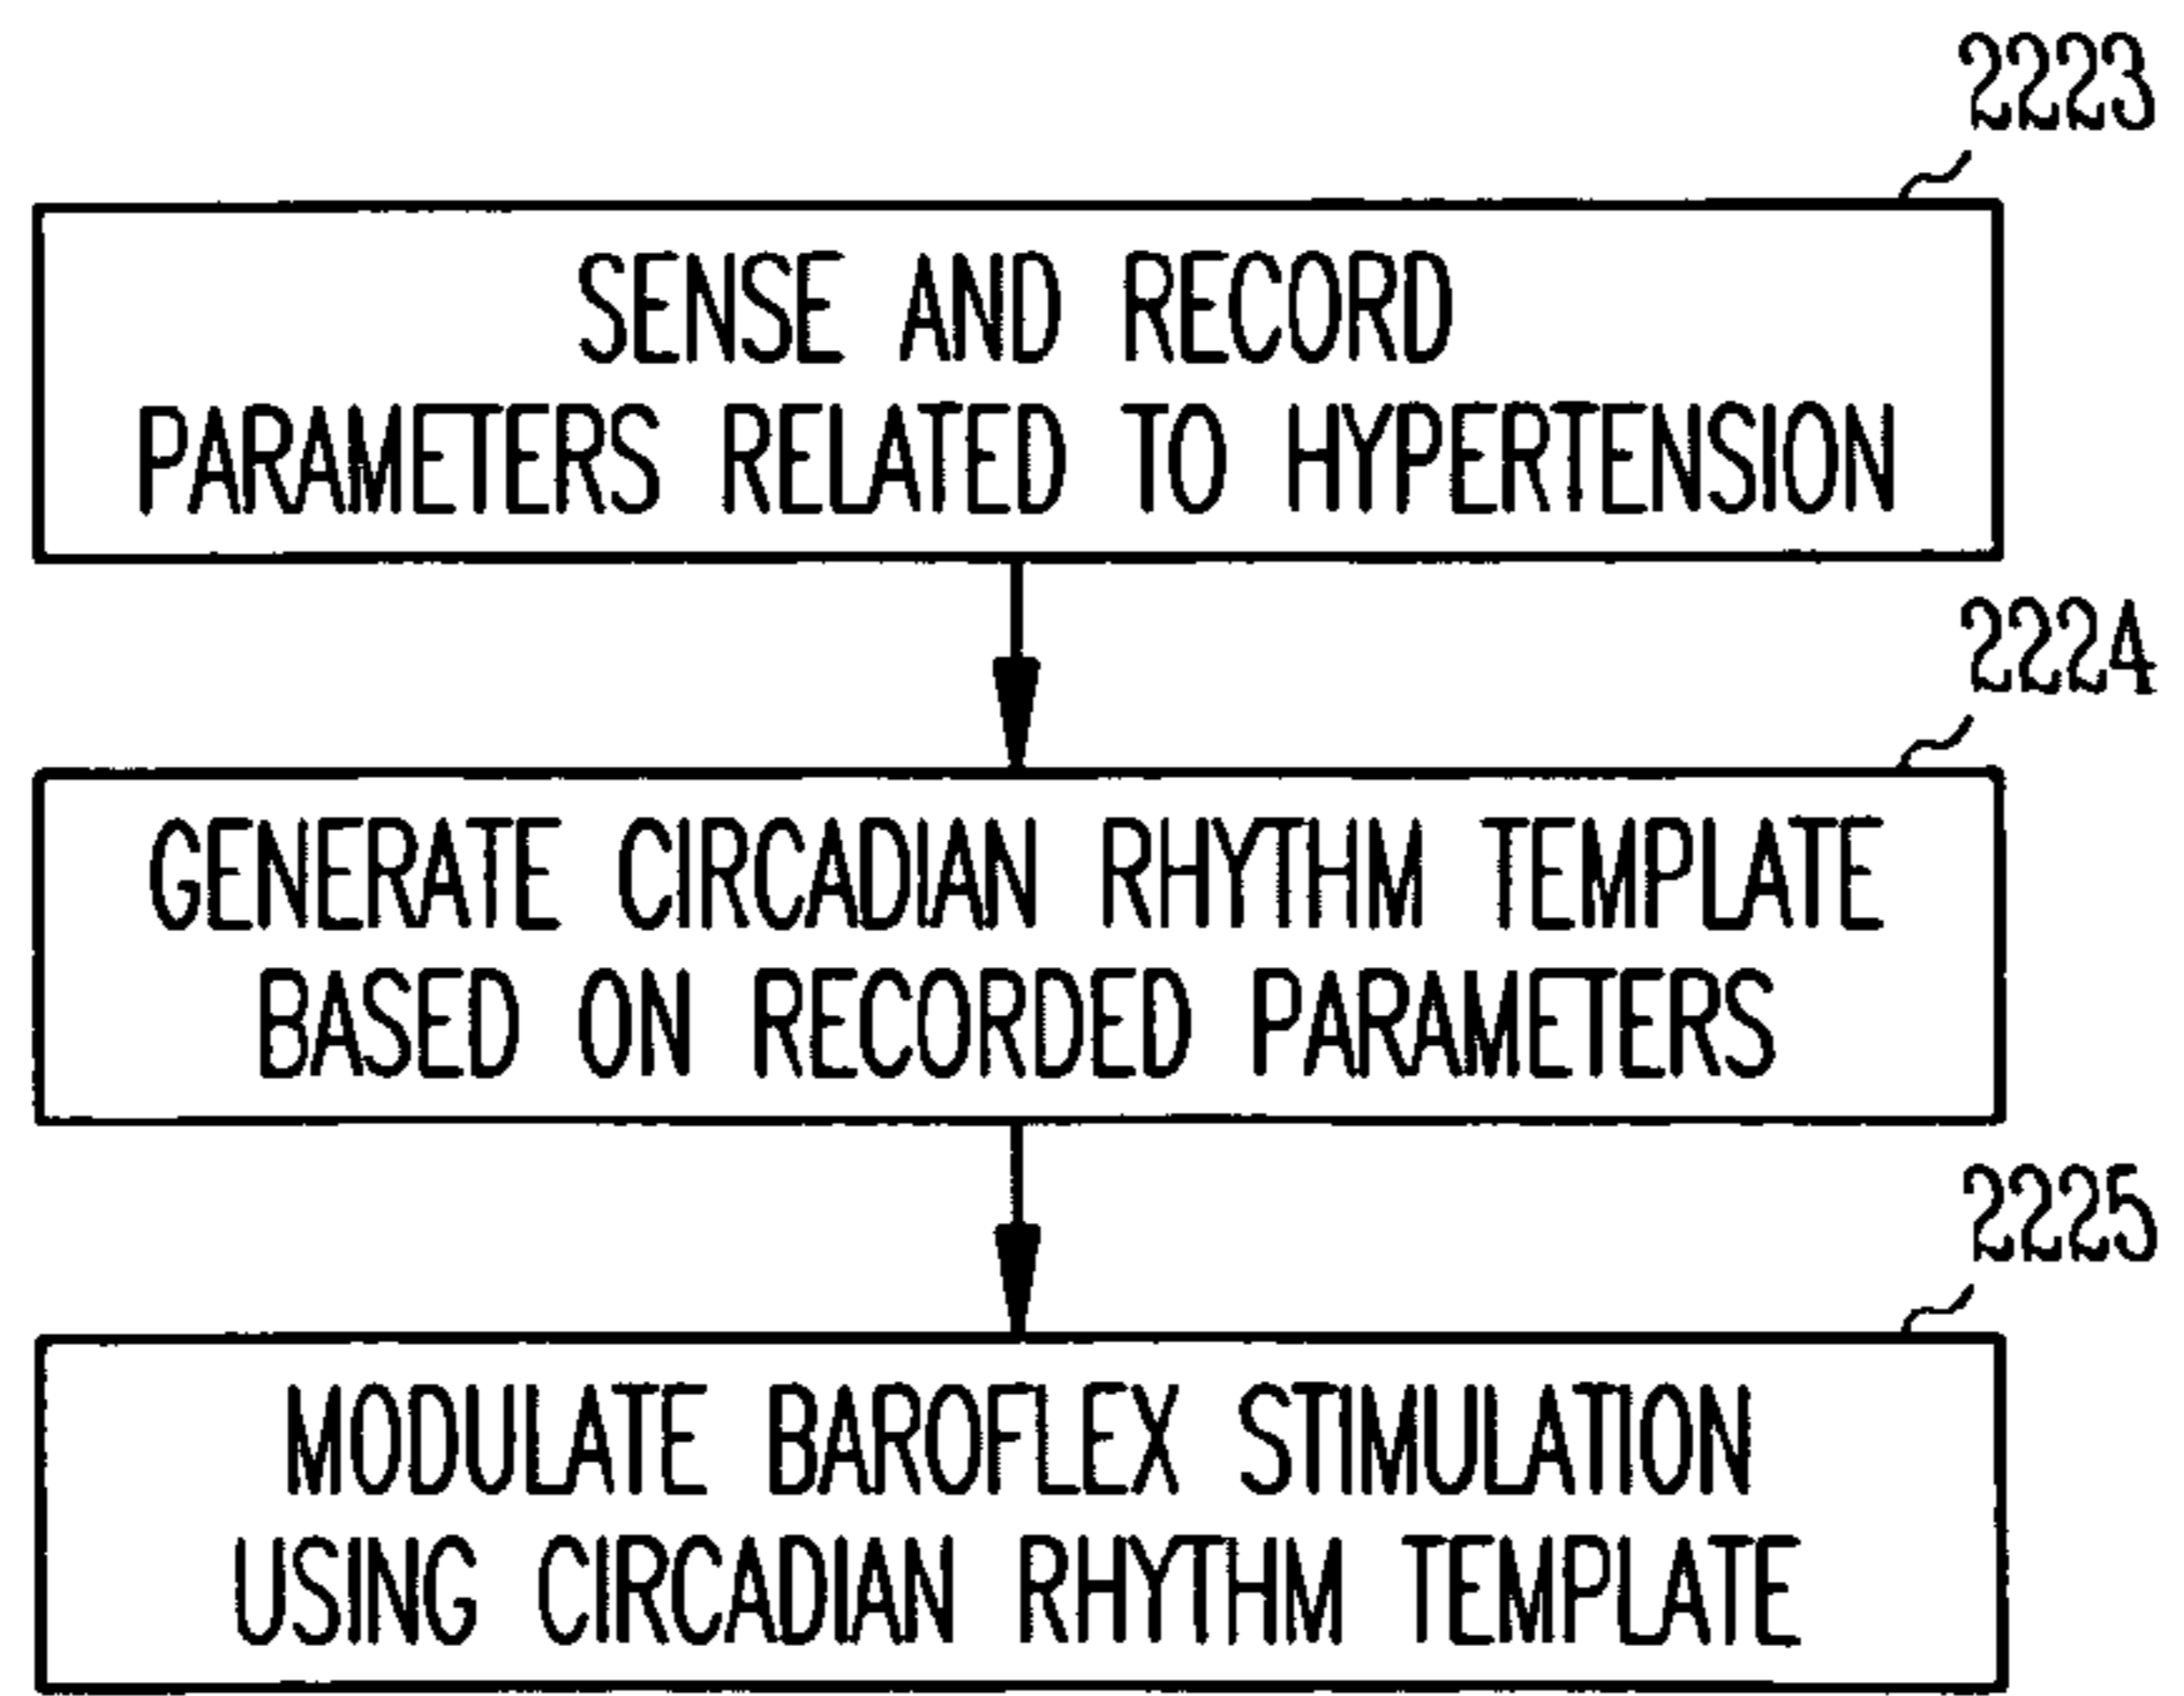 2223
SENSE AND RECORD
PARAMETERS RELATED TO HYPERTENSION
2224
GENERATE CIRCADIAN RHYTHM TEMPLATE
BASED ON RECORDED PARAMETERS
2225
MODULATE BAROFLEX STIMULATION
USING CIRCADIAN RHYTHM TEMPLATE